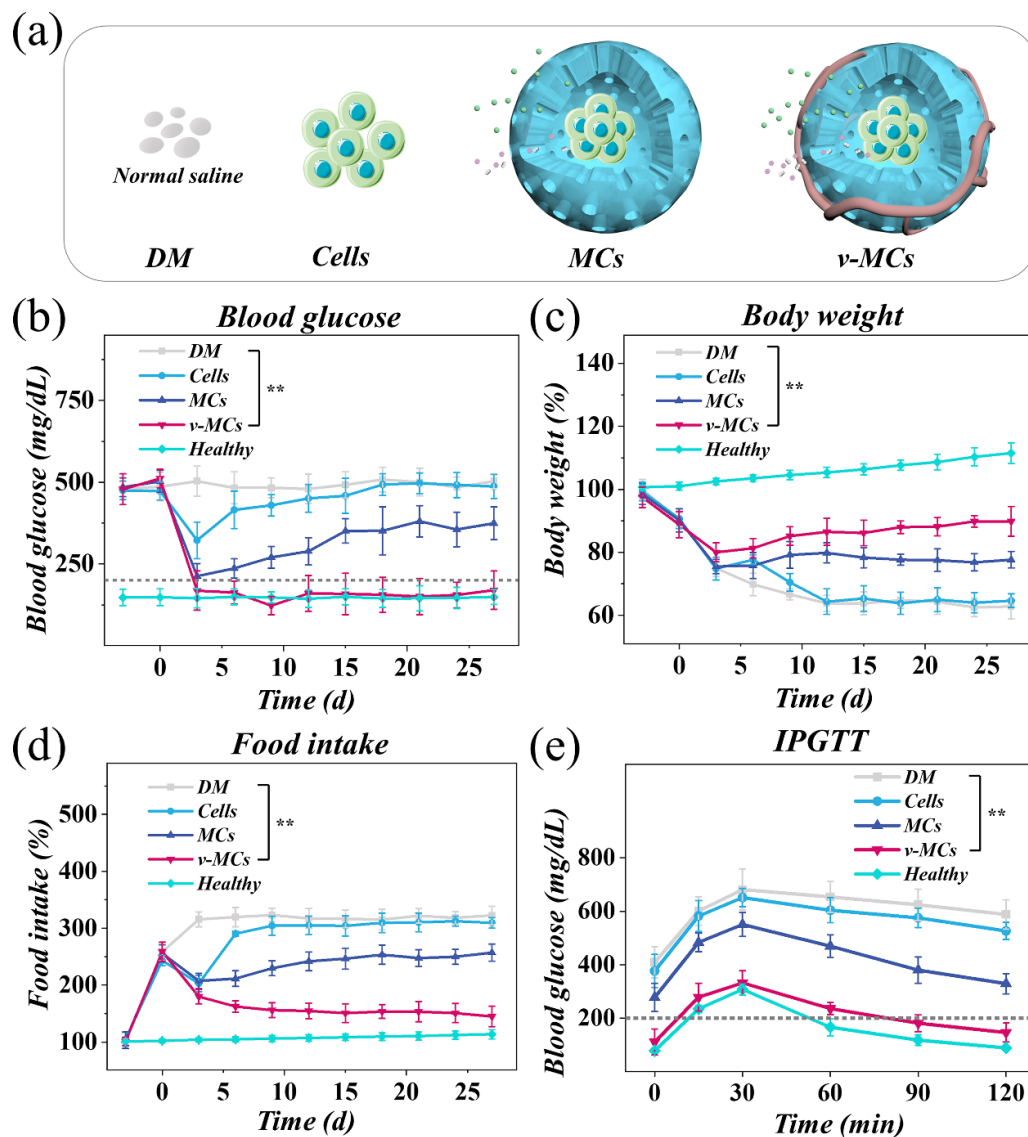 (a)
Normal saline
DM
Cells
MCs
v-MCs
(b)
Blood glucose
DM
Cells
MCs
v-MCs
Healthy
**
Blood glucose (mg/dL)
750
500
250
0
5
10
15
20
25
Time (d)
(c)
Body weight
DM
Cells
MCs
v-MCs
Healthy
**
Body weight (%)
140
120
100
80
60
0
5
10
15
20
25
Time (d)
(d)
Food intake
DM
Cells
MCs
v-MCs
Healthy
**
Food intake (%)
500
400
300
200
100
0
5
10
15
20
25
Time (d)
(e)
IPGTT
DM
Cells
MCs
v-MCs
Healthy
**
Blood glucose (mg/dL)
800
600
400
200
0
30
60
90
120
Time (min)